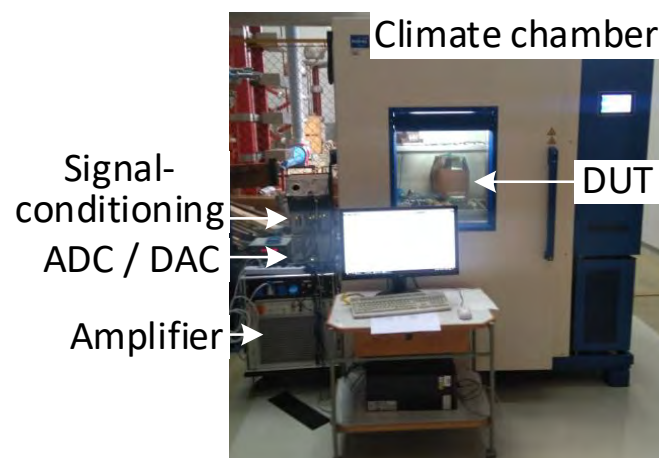 Climate chamber
Signal-
conditioning
DUT
ADC / DAC
Amplifier